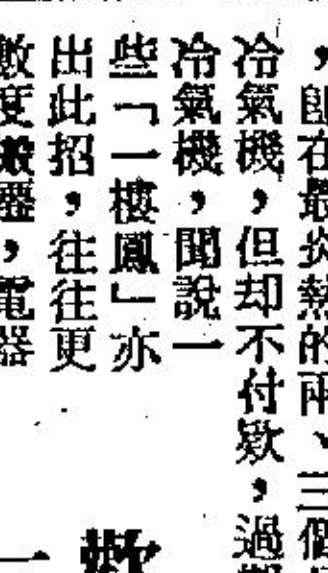 ，即在最炎熱的兩、三個
冷氣機，但却不付欵，過
冷氣機，聞說一
些「一樓鳳」亦
出此招，往往更
數度搬遷，電器
一